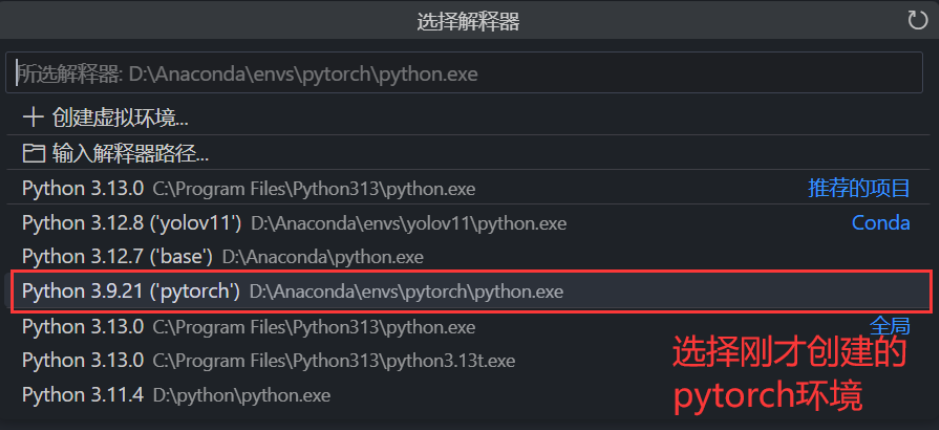 选择解释器
所选解释器: D:\Anaconda\envs\pytorch\python.exe
创建虚拟环境...
输入解释器路径...
Python 3.13.0 C:\Program Files\Python313\python.exe 推荐的项目
Python 3.12.8 ('yolov11') D:\Anaconda\envs\yolov11\python.exe Conda
Python 3.12.7 ('base') D:\Anaconda\python.exe
Python 3.9.21 ('pytorch') D:\Anaconda\envs\pytorch\python.exe
Python 3.13.0 C:\Program Files\Python313\python.exe 全局
Python 3.13.0 C:\Program Files\Python313\python3.13t.exe
Python 3.11.4 D:\python\python.exe
选择刚才创建的
pytorch环境